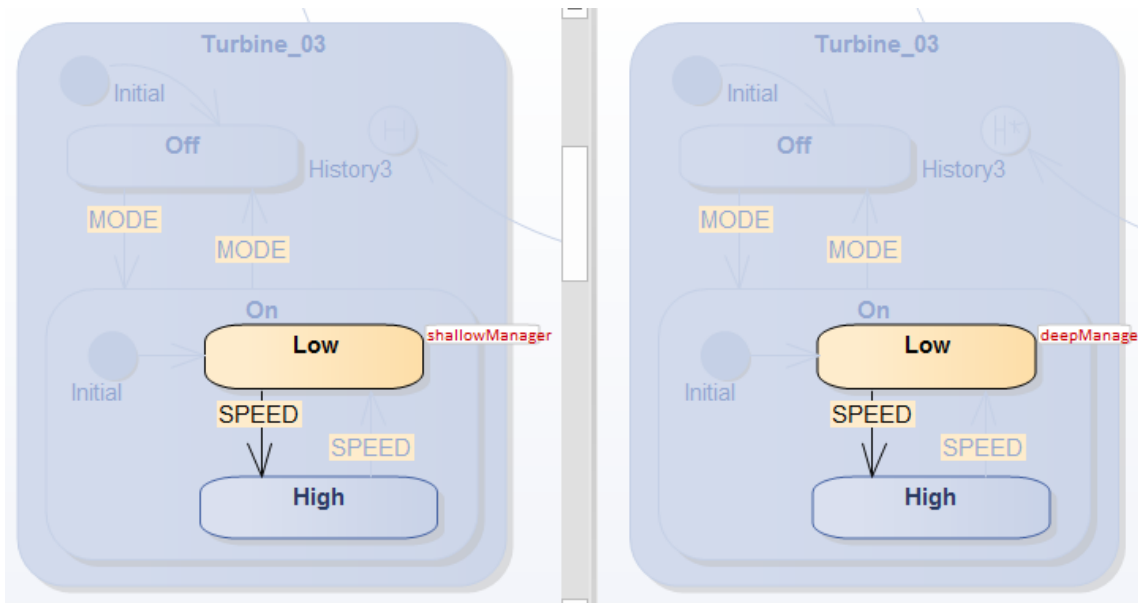 Turbine_03
Initial
Off
H
History3
MODE
MODE
On
Low
shallowManager
Initial
SPEED
SPEED
High
Turbine_03
Initial
Off
H*
History3
MODE
MODE
On
Low
deepManage
Initial
SPEED
SPEED
High